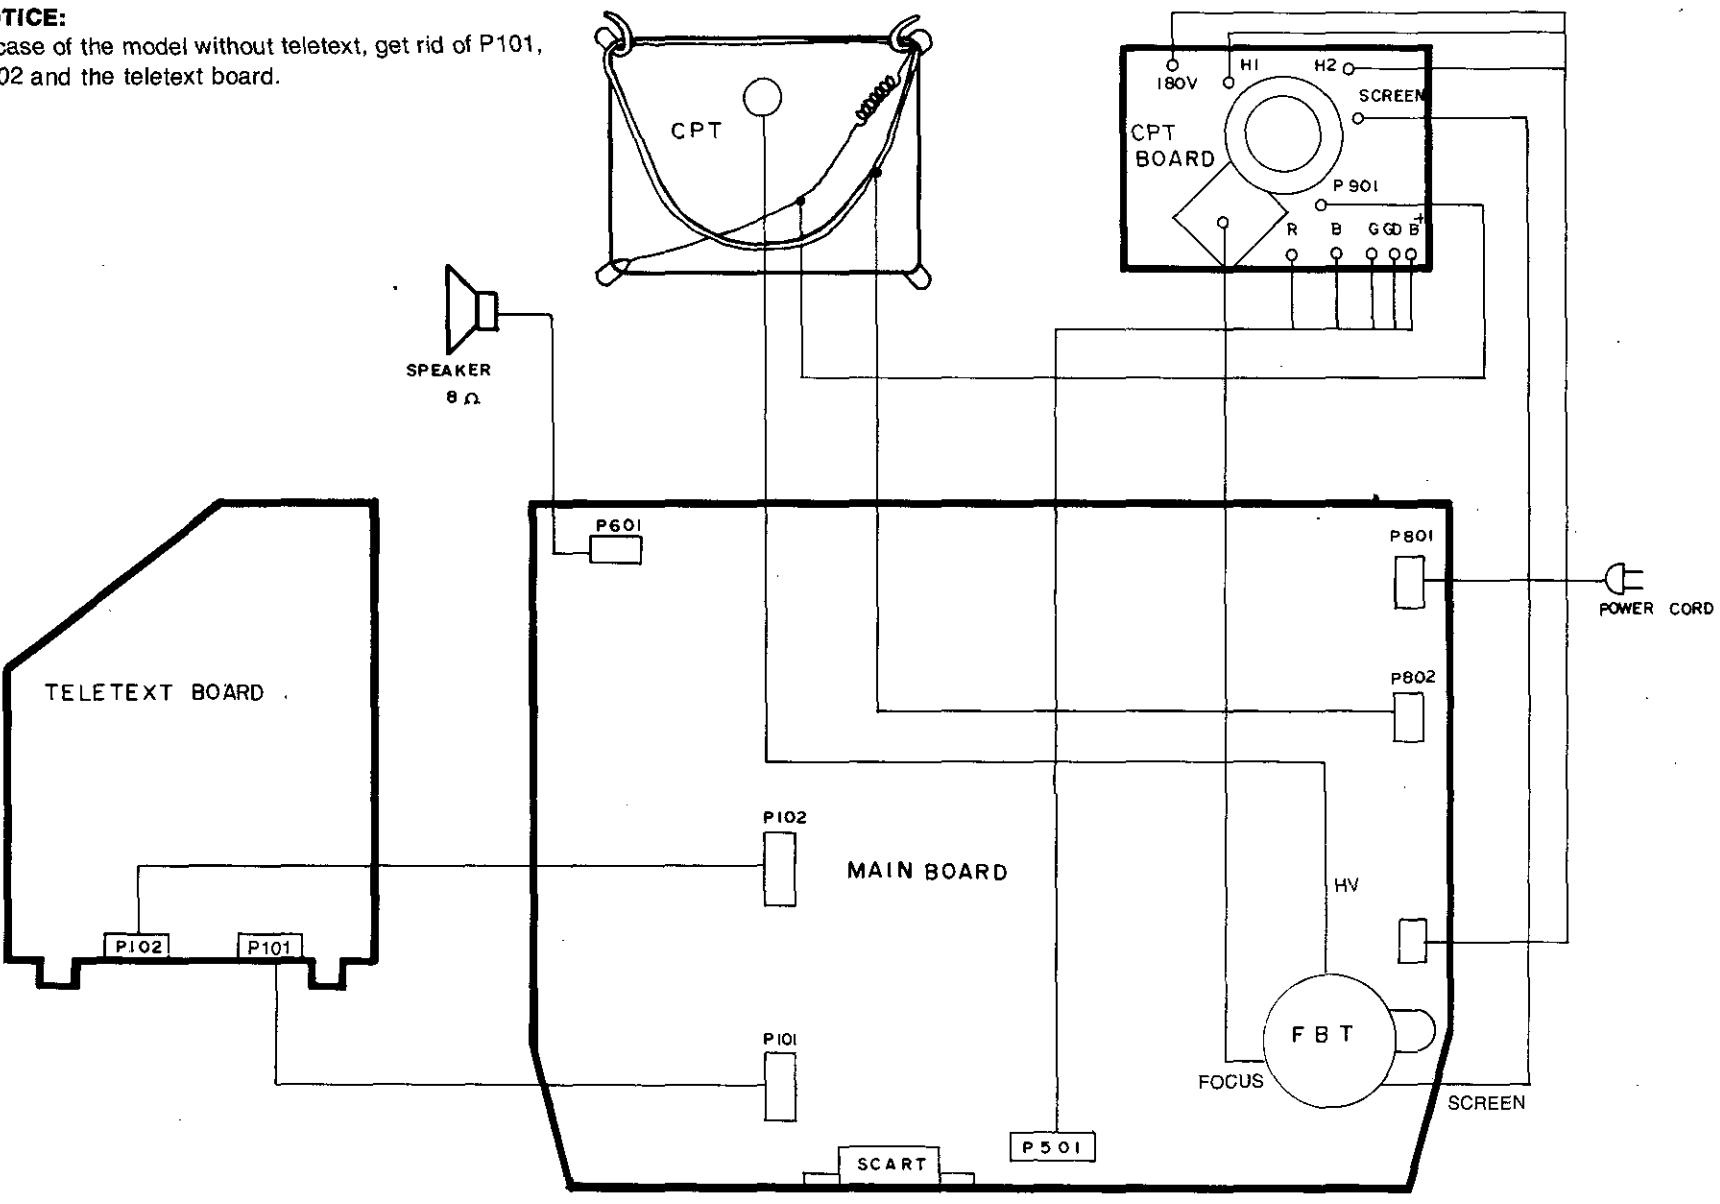 OTICE:
case of the model without teletext, get rid of P101,
02 and the teletext board.
CPT
180V
H1
H2
SCREEN
CPT
BOARD
P901
R B G GD B+
SPEAKER
8Ω
P601
P801
POWER CORD
P802
TELETEXT BOARD
P102
MAIN BOARD
HV
P102
P101
P101
FBT
FOCUS
SCREEN
P501
SCART